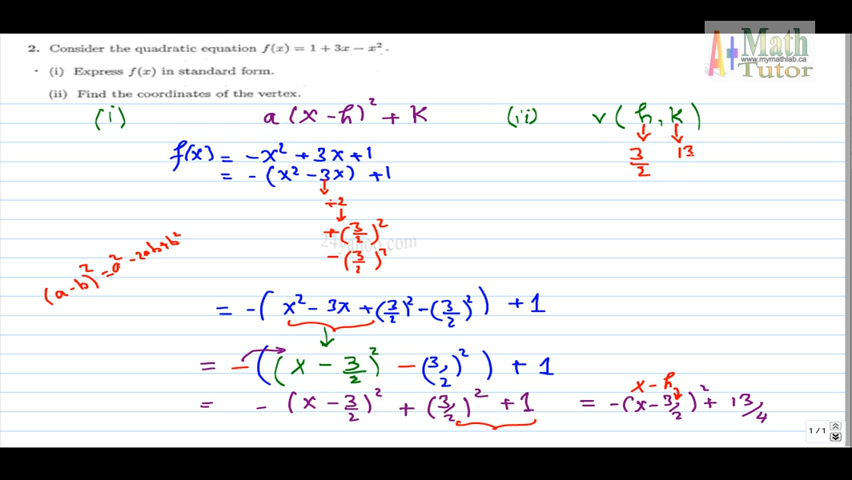 A+ Math Tutor
www.mymathlab.ca
2. Consider the quadratic equation f(x) = 1 + 3x − x².
(i) Express f(x) in standard form.
(ii) Find the coordinates of the vertex.
(i) a(x−h)² + K
(ii) v(h, K)
3/2 13
f(x) = −x² + 3x + 1
= −(x² − 3x) + 1
÷2
+(3/2)²
−(3/2)²
(a−b)² = a² − 2ab + b²
= −(x² − 3x + (3/2)² − (3/2)²) + 1
= −((x − 3/2)² − (3/2)²) + 1
= −(x − 3/2)² + (3/2)² + 1
x − h
= −(x − 3/2)² + 13/4
1 / 1